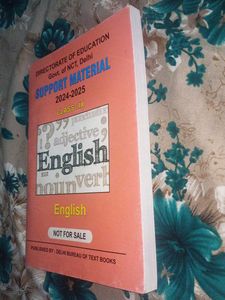 DIRECTORATE OF EDUCATION
Govt. of NCT, Delhi
SUPPORT MATERIAL
2024-2025
!?
adjective
English
noun verb
English
NOT FOR SALE
PUBLISHED BY : DELHI BUREAU OF TEXT BOOKS